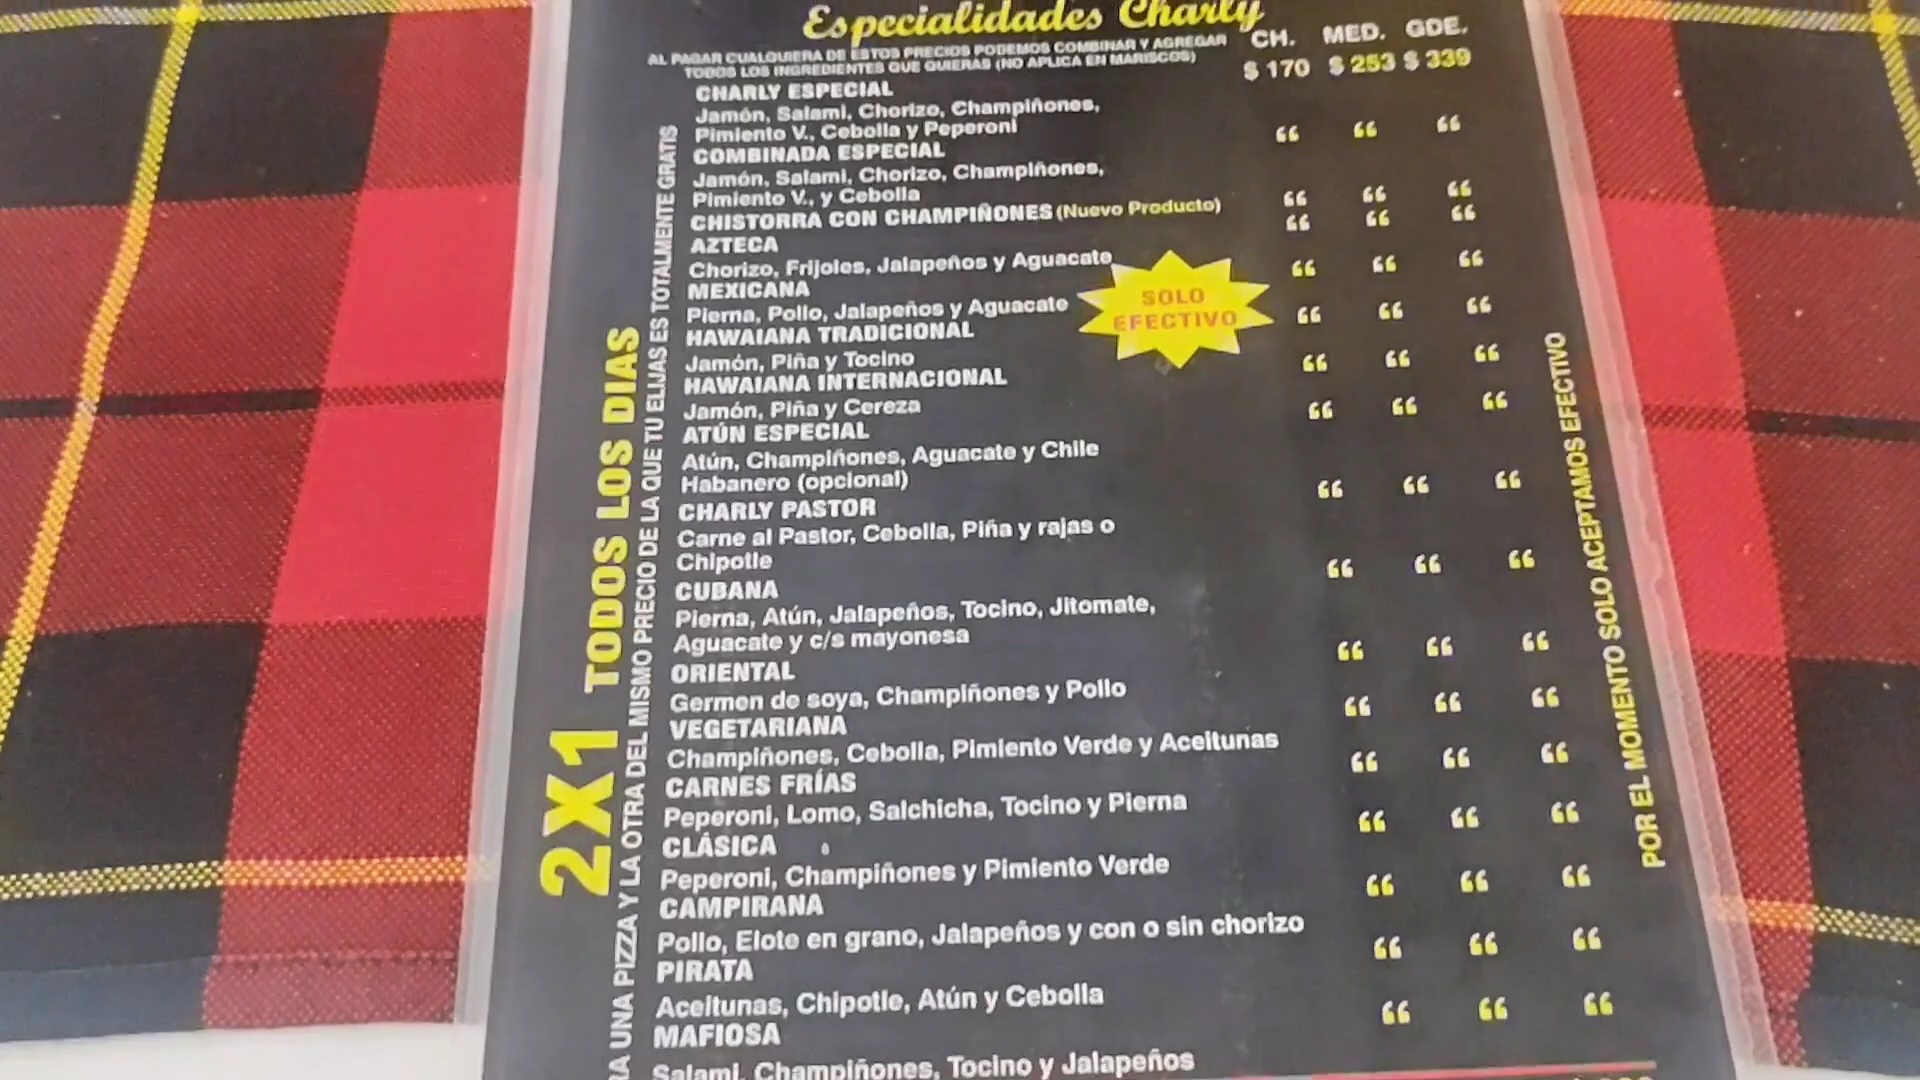 Especialidades Charly
AL PAGAR CUALQUIERA DE ESTOS PRECIOS PODEMOS COMBINAR Y AGREGAR
TODOS LOS INGREDIENTES QUE QUIERAS (NO APLICA EN MARISCOS)
CH. MED. GDE.
$ 170 $ 253 $ 339
CHARLY ESPECIAL
Jamón, Salami, Chorizo, Champiñones,
Pimiento V., Cebolla y Peperoni “ “ “
COMBINADA ESPECIAL
Jamón, Salami, Chorizo, Champiñones,
Pimiento V., y Cebolla “ “ “
CHISTORRA CON CHAMPIÑONES (Nuevo Producto) “ “ “
AZTECA
Chorizo, Frijoles, Jalapeños y Aguacate “ “ “
MEXICANA
Pierna, Pollo, Jalapeños y Aguacate “ “ “
HAWAIANA TRADICIONAL
Jamón, Piña y Tocino “ “ “
HAWAIANA INTERNACIONAL
Jamón, Piña y Cereza “ “ “
ATÚN ESPECIAL
Atún, Champiñones, Aguacate y Chile
Habanero (opcional) “ “ “
CHARLY PASTOR
Carne al Pastor, Cebolla, Piña y rajas o
Chipotle “ “ “
CUBANA
Pierna, Atún, Jalapeños, Tocino, Jitomate,
Aguacate y c/s mayonesa “ “ “
ORIENTAL
Germen de soya, Champiñones y Pollo “ “ “
VEGETARIANA
Champiñones, Cebolla, Pimiento Verde y Aceitunas “ “ “
CARNES FRÍAS
Peperoni, Lomo, Salchicha, Tocino y Pierna “ “ “
CLÁSICA
Peperoni, Champiñones y Pimiento Verde “ “ “
CAMPIRANA
Pollo, Elote en grano, Jalapeños y con o sin chorizo “ “ “
PIRATA
Aceitunas, Chipotle, Atún y Cebolla “ “ “
MAFIOSA
Salami, Champiñones, Tocino y Jalapeños
SOLO
EFECTIVO
2X1 TODOS LOS DIAS
UNA PIZZA Y LA OTRA DEL MISMO PRECIO DE LA QUE TU ELIJAS ES TOTALMENTE GRATIS
POR EL MOMENTO SOLO ACEPTAMOS EFECTIVO